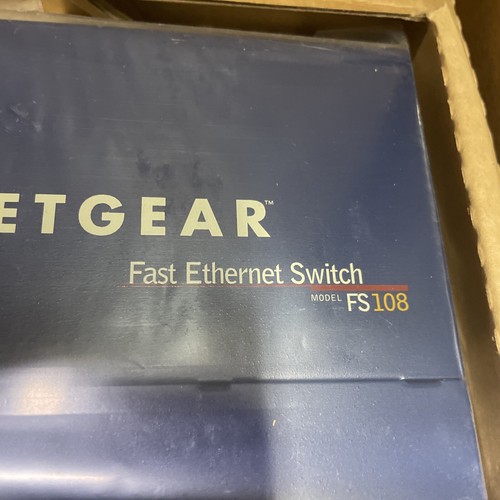 ETGEAR™
Fast Ethernet Switch
MODEL FS108